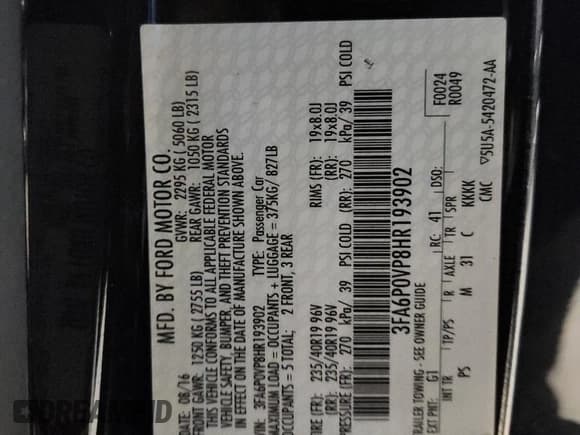 MFD. BY FORD MOTOR CO.
DATE: 08/16 GVWR: 2295 KG ( 5060 LB)
FRONT GAWR: 1250 KG ( 2755 LB) REAR GAWR: 1050 KG ( 2315 LB)
THIS VEHICLE CONFORMS TO ALL APPLICABLE FEDERAL MOTOR
VEHICLE SAFETY, BUMPER, AND THEFT PREVENTION STANDARDS
IN EFFECT ON THE DATE OF MANUFACTURE SHOWN ABOVE.
VIN: 3FA6P0VP8HR193902 TYPE: Passenger Car
MAXIMUM LOAD = OCCUPANTS + LUGGAGE = 375KG/ 827LB
OCCUPANTS = 5 TOTAL: 2 FRONT, 3 REAR
TIRE (FR): 235/40R19 96V RIMS (FR): 19x8.0J
(RR): 235/40R19 96V (RR): 19x8.0J
PRESSURE (FR): 270 kPa/ 39 PSI COLD (RR): 270 kPa/ 39 PSI COLD
3FA6P0VP8HR193902
F0024
R0049
TRAILER TOWING - SEE OWNER GUIDE
EXT PNT: G1 RC: 41 DSO:
INT TR TP/PS R AXLE TR SPR
PS M 31 C KKKK
CMC ▽5U5A-5420472-AA
AUTOBIDCAR